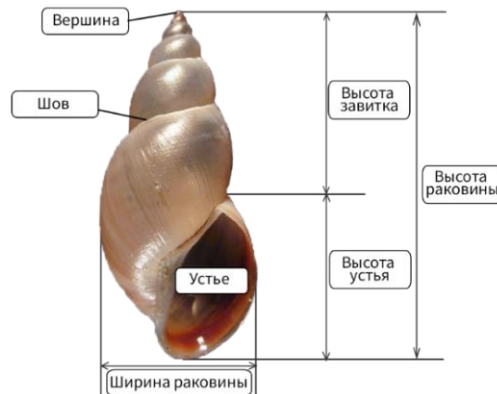 Вершина
Шов
Высота
завитка
Высота
раковины
Высота
устья
Устье
Ширина раковины